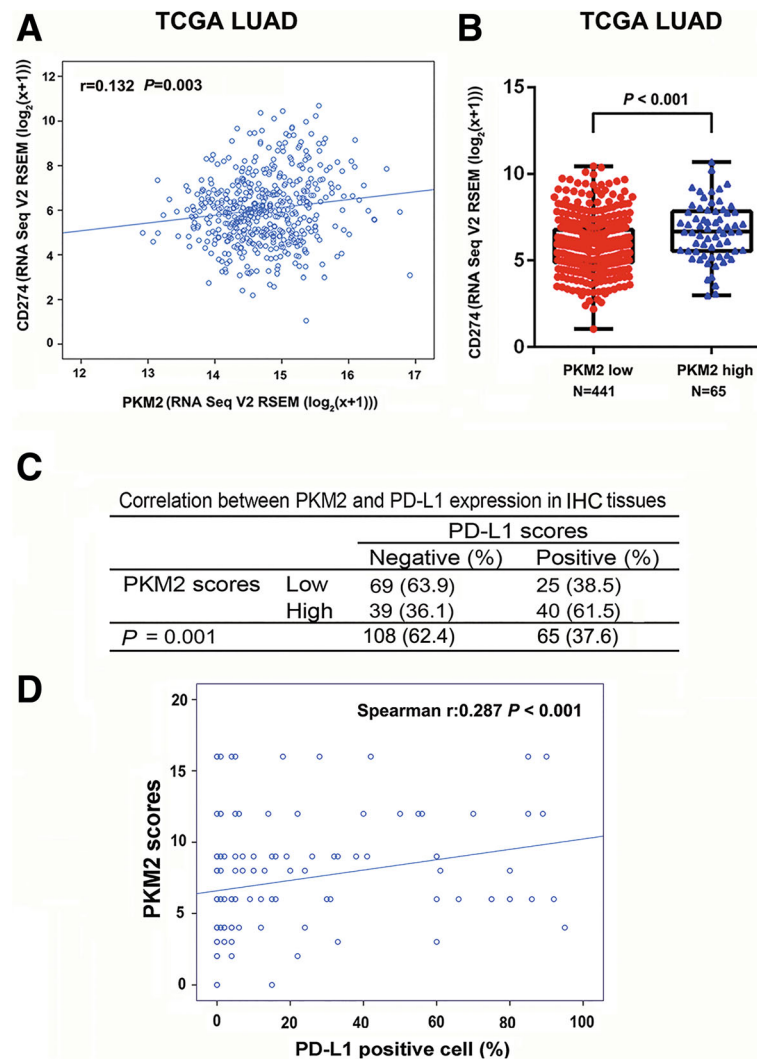 A
TCGA LUAD
r=0.132 P=0.003
CD274 (RNA Seq V2 RSEM (log2(x+1)))
12
10
8
6
4
2
0
12 13 14 15 16 17
PKM2 (RNA Seq V2 RSEM (log2(x+1)))
B
TCGA LUAD
P < 0.001
CD274 (RNA Seq V2 RSEM (log2(x+1)))
15
10
5
0
PKM2 low PKM2 high
N=441 N=65
C
Correlation between PKM2 and PD-L1 expression in IHC tissues
PD-L1 scores
Negative (%) Positive (%)
PKM2 scores Low 69 (63.9) 25 (38.5)
High 39 (36.1) 40 (61.5)
P = 0.001 108 (62.4) 65 (37.6)
D
Spearman r:0.287 P < 0.001
PKM2 scores
20
15
10
5
0
0 20 40 60 80 100
PD-L1 positive cell (%)